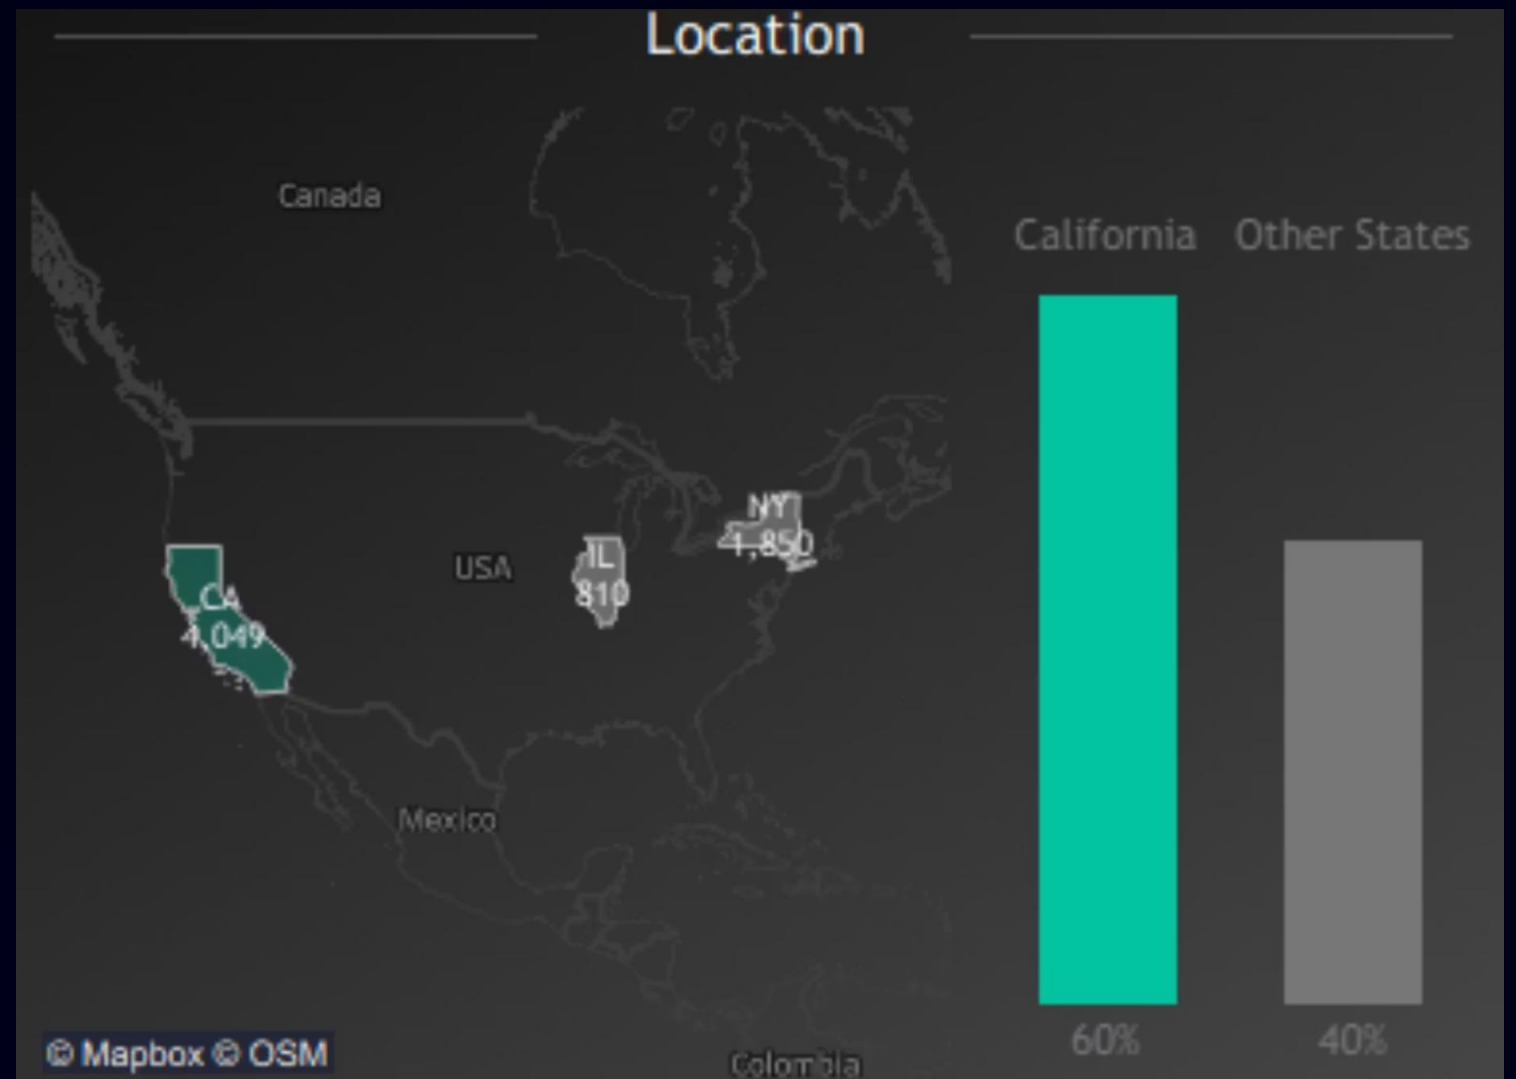 Location
Canada
California
Other States
NY
1,850
IL
810
USA
CA
4,049
Mexico
60%
40%
© Mapbox © OSM
Colombia